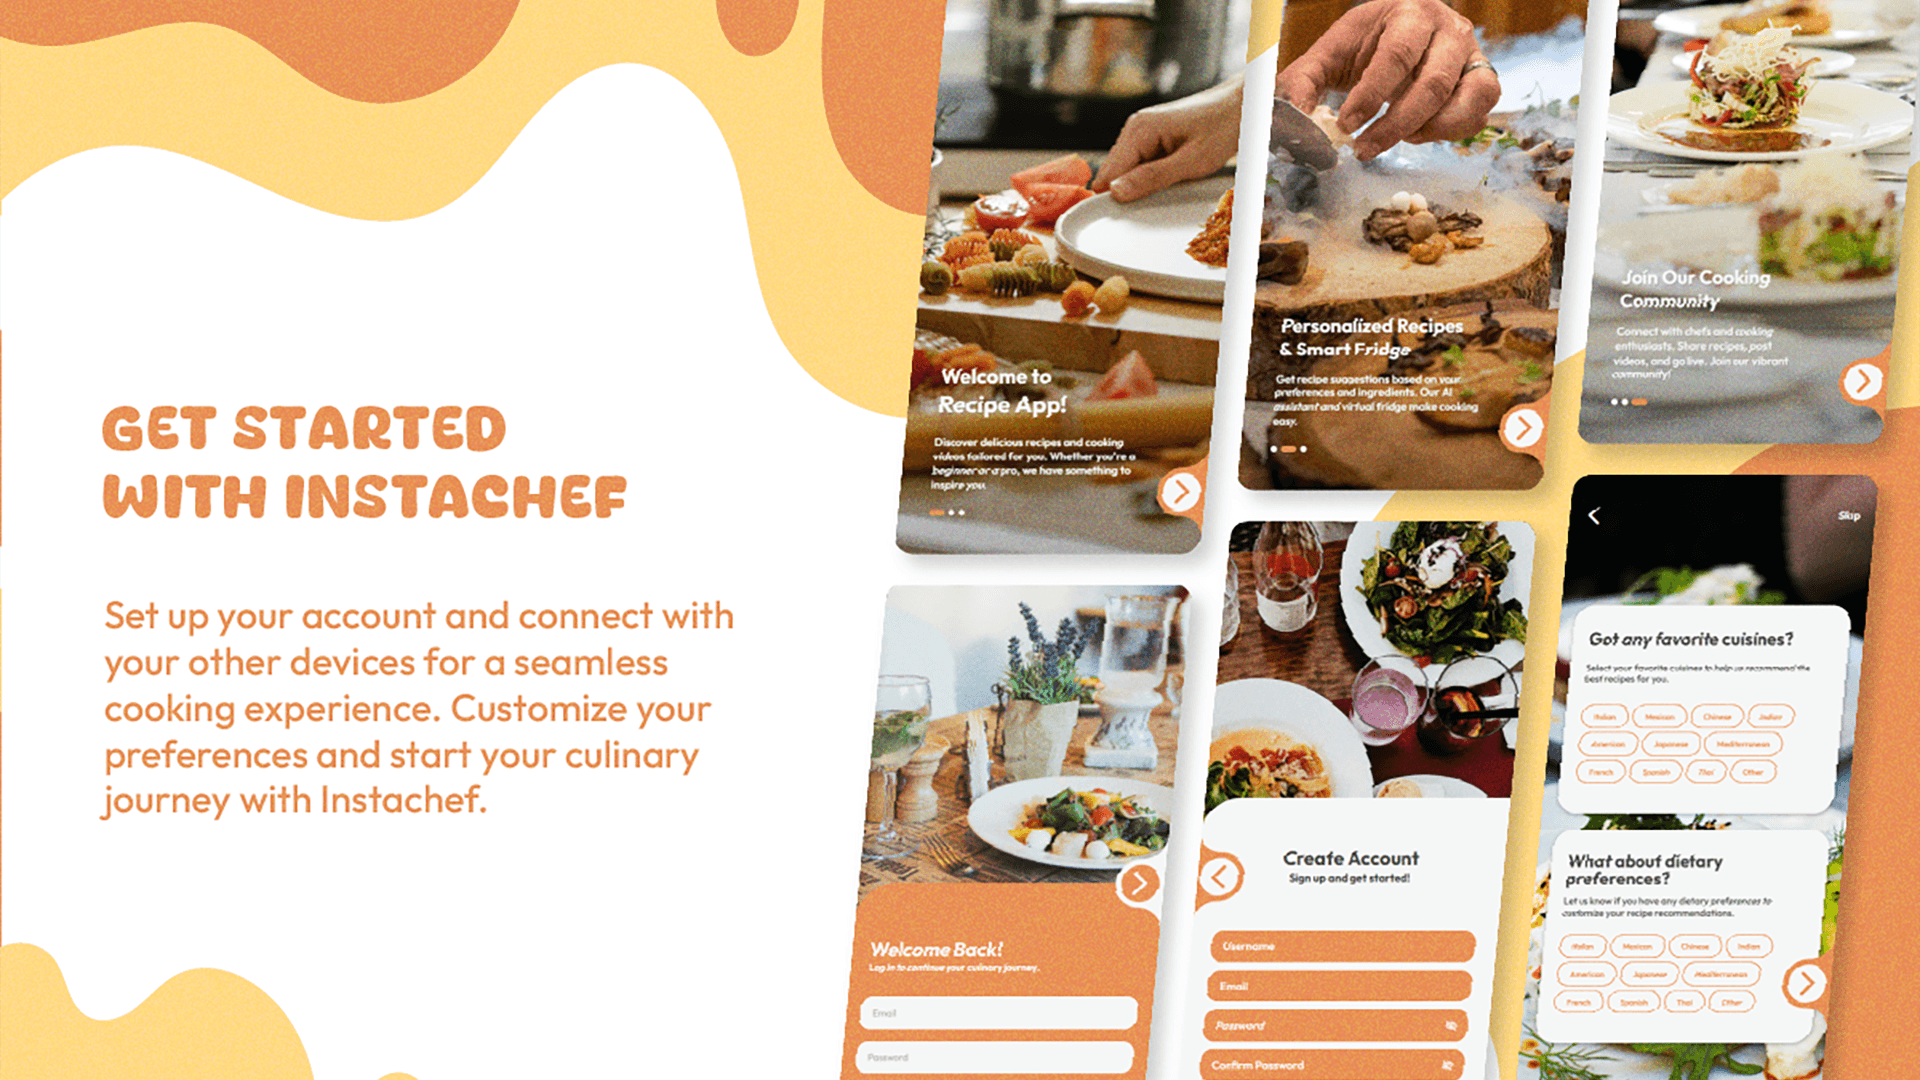 GET STARTED
WITH INSTACHEF
Set up your account and connect with
your other devices for a seamless
cooking experience. Customize your
preferences and start your culinary
journey with Instachef.
Welcome to
Recipe App!
Discover delicious recipes and cooking
videos tailored for you. Whether you're a
beginner or a pro, we have something to
inspire you.
Personalized Recipes
& Smart Fridge
Get recipe suggestions based on your
preferences and ingredients. Our AI
assistant and virtual fridge make cooking
easy.
Join Our Cooking
Community
Connect with chefs and cooking
enthusiasts. Share recipes, post
videos, and go live. Join our vibrant
community!
Welcome Back!
Log in to continue your culinary journey.
Email
Password
Create Account
Sign up and get started!
Username
Email
Password
Confirm Password
Skip
Got any favorite cuisines?
Select your favorite cuisines to help us recommend the
best recipes for you.
Italian Mexican Chinese Indian
American Japanese Mediterranean
French Spanish Thai Other
What about dietary
preferences?
Let us know if you have any dietary preferences to
customize your recipe recommendations.
Italian Mexican Chinese Indian
American Japanese Mediterranean
French Spanish Thai Other